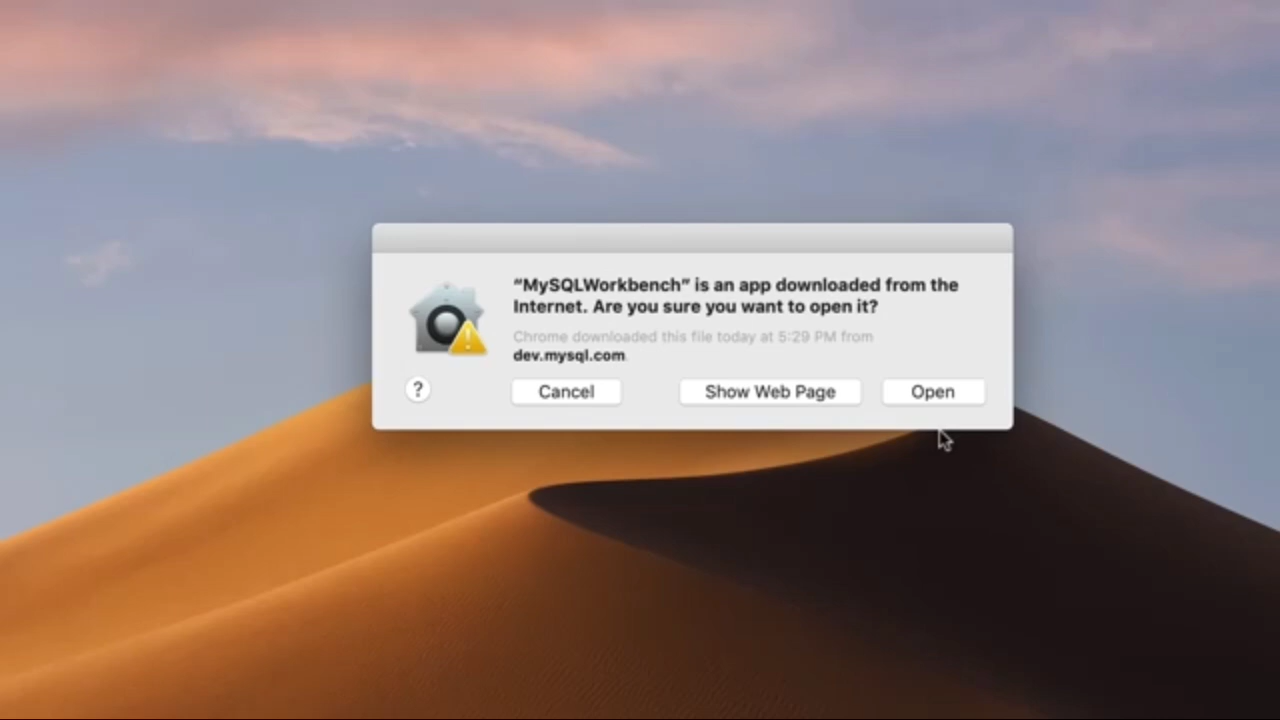 “MySQLWorkbench” is an app downloaded from the
Internet. Are you sure you want to open it?
Chrome downloaded this file today at 5:29 PM from
dev.mysql.com
?
Cancel
Show Web Page
Open